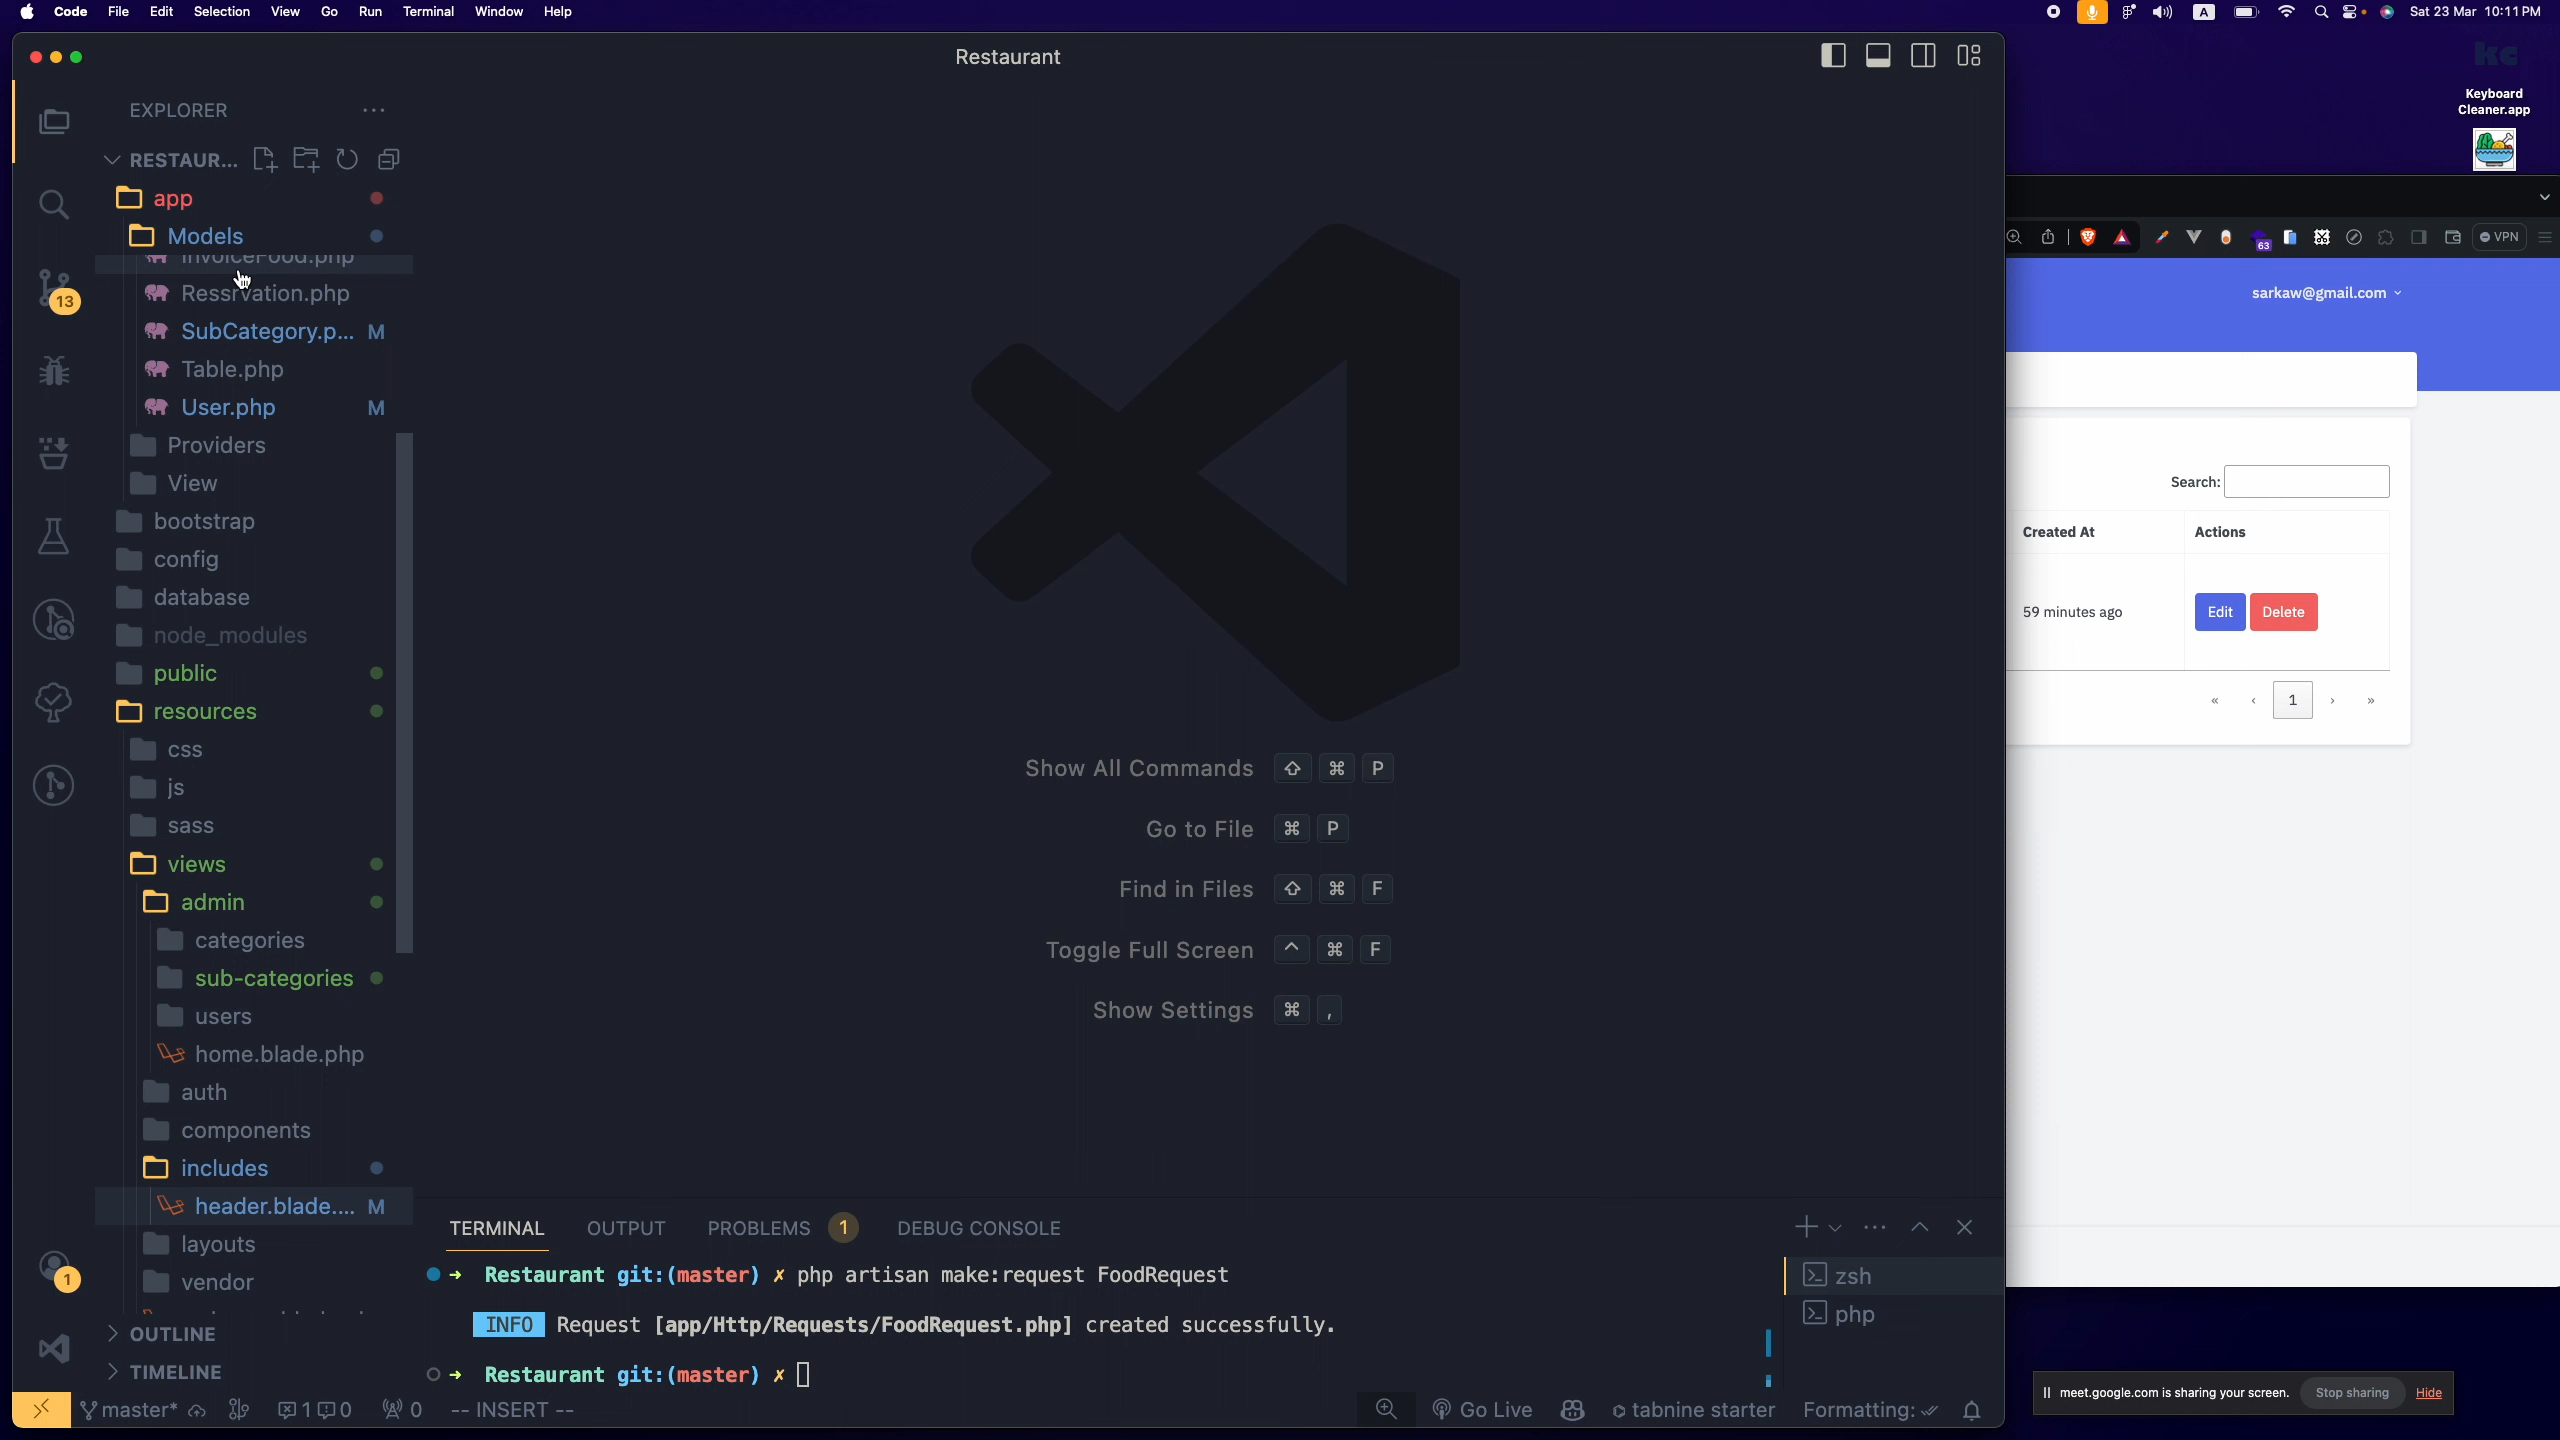 Code File Edit Selection View Go Run Terminal Window Help
A
Sat 23 Mar 10:11 PM
Restaurant
kc
Keyboard
Cleaner.app
EXPLORER
RESTAUR...
app
Models
InvoiceFood.php
Ressrvation.php
SubCategory.p... M
Table.php
User.php M
Providers
View
bootstrap
config
database
node_modules
public
resources
css
js
sass
views
admin
categories
sub-categories
users
home.blade.php
auth
components
includes
header.blade.... M
layouts
vendor
OUTLINE
TIMELINE
13
1
Show All Commands ⇧ ⌘ P
Go to File ⌘ P
Find in Files ⇧ ⌘ F
Toggle Full Screen ^ ⌘ F
Show Settings ⌘ ,
TERMINAL OUTPUT PROBLEMS 1 DEBUG CONSOLE
➜ Restaurant git:(master) ✗ php artisan make:request FoodRequest
INFO Request [app/Http/Requests/FoodRequest.php] created successfully.
➜ Restaurant git:(master) ✗
zsh
php
master* 1 0 0 -- INSERT -- Go Live tabnine starter Formatting:
63
VPN
sarkaw@gmail.com
Search:
Created At Actions
59 minutes ago Edit Delete
« ‹ 1 › »
meet.google.com is sharing your screen. Stop sharing Hide